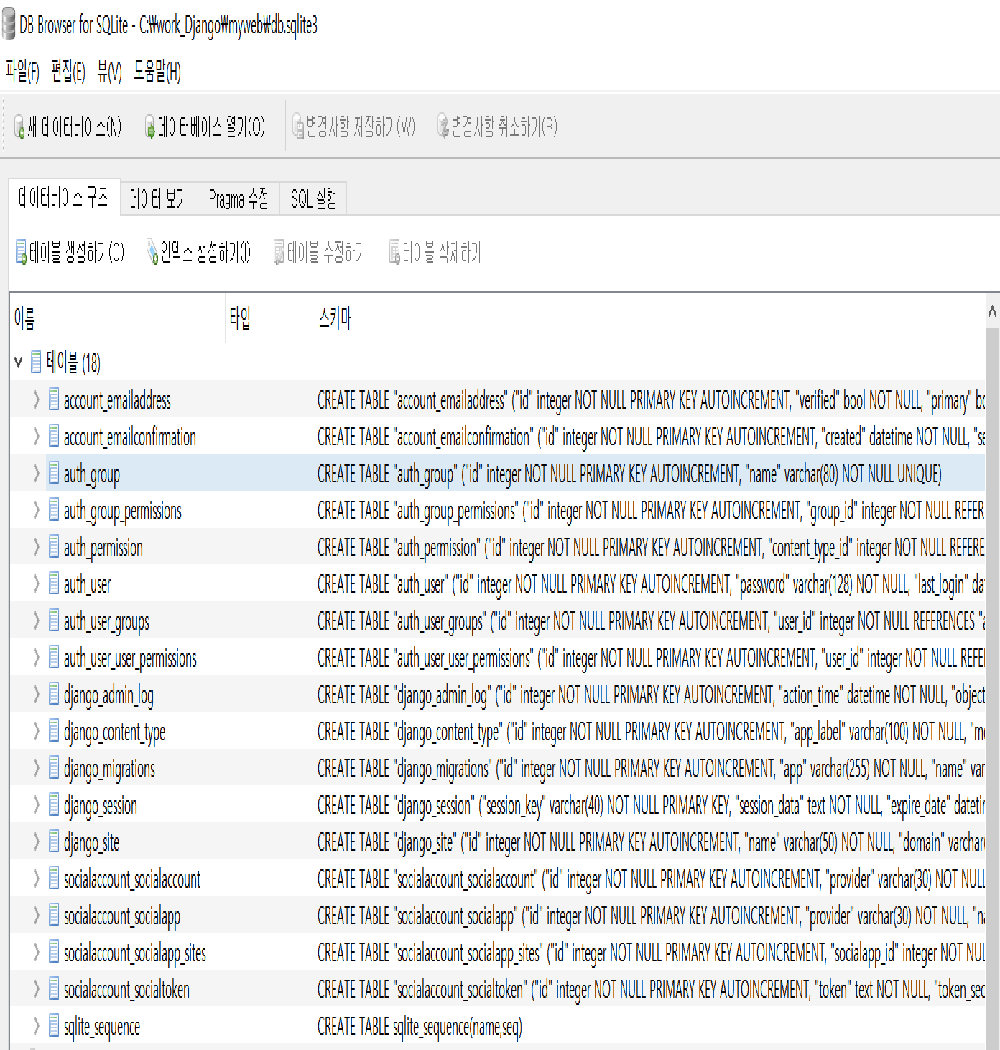 DB Browser for SQLite - C:\work_Django\myweb\db.sqlite3
파일(F) 편집(E) 뷰(V) 도움말(H)
새 데이터베이스(N) 데이터베이스 열기(O) 변경사항 저장하기(W) 변경사항 취소하기(R)
데이터베이스 구조 데이터 보기 Pragma 수정 SQL 실행
테이블 생성하기(C) 인덱스 생성하기(I) 테이블 수정하기 테이블 삭제하기
이름 타입 스키마
테이블 (18)
account_emailaddress CREATE TABLE "account_emailaddress" ("id" integer NOT NULL PRIMARY KEY AUTOINCREMENT, "verified" bool NOT NULL, "primary" bo
account_emailconfirmation CREATE TABLE "account_emailconfirmation" ("id" integer NOT NULL PRIMARY KEY AUTOINCREMENT, "created" datetime NOT NULL, "se
auth_group CREATE TABLE "auth_group" ("id" integer NOT NULL PRIMARY KEY AUTOINCREMENT, "name" varchar(80) NOT NULL UNIQUE)
auth_group_permissions CREATE TABLE "auth_group_permissions" ("id" integer NOT NULL PRIMARY KEY AUTOINCREMENT, "group_id" integer NOT NULL REFER
auth_permission CREATE TABLE "auth_permission" ("id" integer NOT NULL PRIMARY KEY AUTOINCREMENT, "content_type_id" integer NOT NULL REFERE
auth_user CREATE TABLE "auth_user" ("id" integer NOT NULL PRIMARY KEY AUTOINCREMENT, "password" varchar(128) NOT NULL, "last_login" da
auth_user_groups CREATE TABLE "auth_user_groups" ("id" integer NOT NULL PRIMARY KEY AUTOINCREMENT, "user_id" integer NOT NULL REFERENCES "a
auth_user_user_permissions CREATE TABLE "auth_user_user_permissions" ("id" integer NOT NULL PRIMARY KEY AUTOINCREMENT, "user_id" integer NOT NULL REFE
django_admin_log CREATE TABLE "django_admin_log" ("id" integer NOT NULL PRIMARY KEY AUTOINCREMENT, "action_time" datetime NOT NULL, "object
django_content_type CREATE TABLE "django_content_type" ("id" integer NOT NULL PRIMARY KEY AUTOINCREMENT, "app_label" varchar(100) NOT NULL, "mo
django_migrations CREATE TABLE "django_migrations" ("id" integer NOT NULL PRIMARY KEY AUTOINCREMENT, "app" varchar(255) NOT NULL, "name" var
django_session CREATE TABLE "django_session" ("session_key" varchar(40) NOT NULL PRIMARY KEY, "session_data" text NOT NULL, "expire_date" dateti
django_site CREATE TABLE "django_site" ("id" integer NOT NULL PRIMARY KEY AUTOINCREMENT, "name" varchar(50) NOT NULL, "domain" varchar
socialaccount_socialaccount CREATE TABLE "socialaccount_socialaccount" ("id" integer NOT NULL PRIMARY KEY AUTOINCREMENT, "provider" varchar(30) NOT NULL
socialaccount_socialapp CREATE TABLE "socialaccount_socialapp" ("id" integer NOT NULL PRIMARY KEY AUTOINCREMENT, "provider" varchar(30) NOT NULL, "na
socialaccount_socialapp_sites CREATE TABLE "socialaccount_socialapp_sites" ("id" integer NOT NULL PRIMARY KEY AUTOINCREMENT, "socialapp_id" integer NOT NUL
socialaccount_socialtoken CREATE TABLE "socialaccount_socialtoken" ("id" integer NOT NULL PRIMARY KEY AUTOINCREMENT, "token" text NOT NULL, "token_sec
sqlite_sequence CREATE TABLE sqlite_sequence(name,seq)